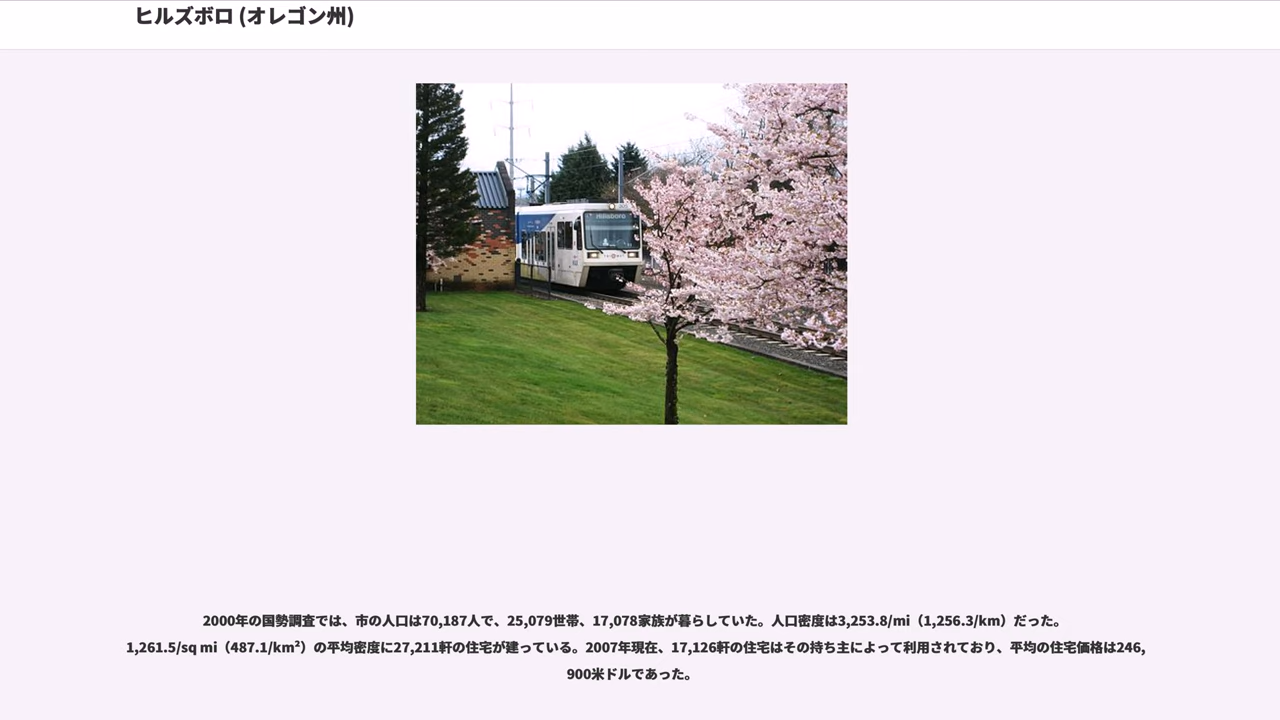 ヒルズボロ (オレゴン州)
Hillsboro
2000年の国勢調査では、市の人口は70,187人で、25,079世帯、17,078家族が暮らしていた。人口密度は3,253.8/mi（1,256.3/km）だった。
1,261.5/sq mi（487.1/km²）の平均密度に27,211軒の住宅が建っている。2007年現在、17,126軒の住宅はその持ち主によって利用されており、平均の住宅価格は246,
900米ドルであった。